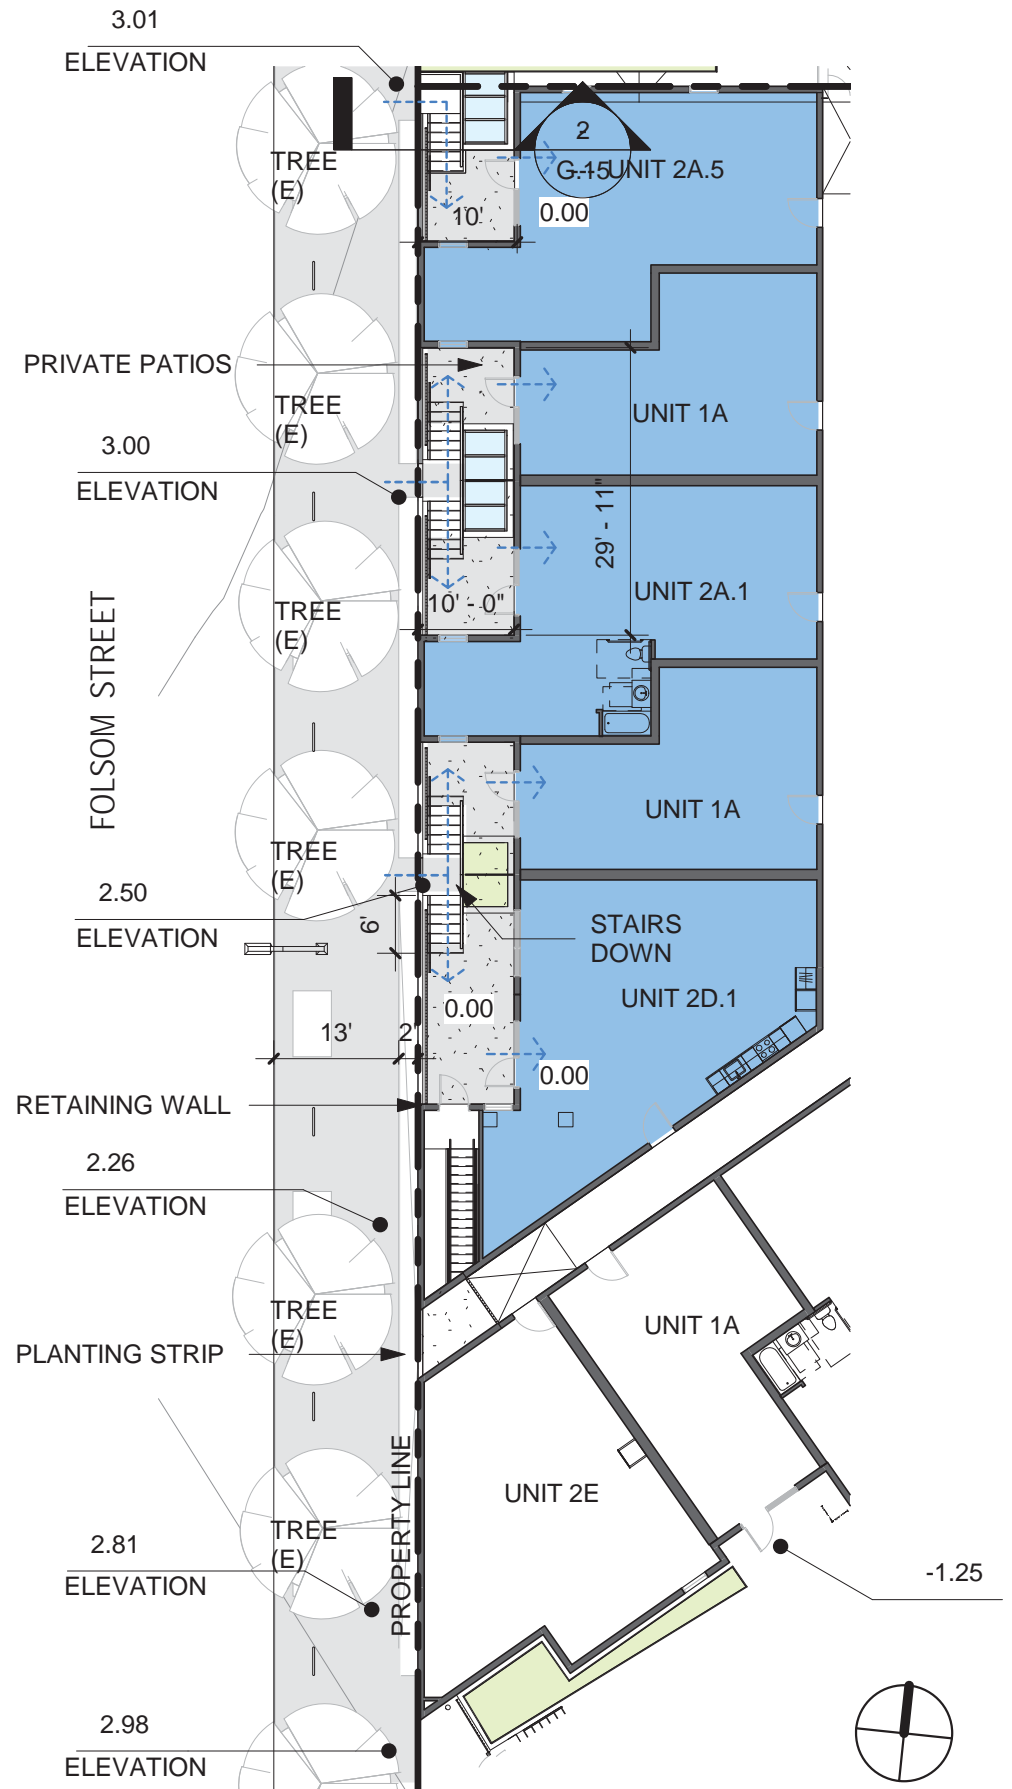 3.01
ELEVATION
2
G.15
UNIT 2A.5
TREE
(E)
10'
0.00
PRIVATE PATIOS
TREE
(E)
UNIT 1A
3.00
ELEVATION
29' - 11"
UNIT 2A.1
10' - 0"
TREE
(E)
FOLSOM STREET
UNIT 1A
TREE
(E)
2.50
ELEVATION
6'
STAIRS
DOWN
UNIT 2D.1
0.00
13'
2'
0.00
RETAINING WALL
2.26
ELEVATION
TREE
(E)
UNIT 1A
PLANTING STRIP
PROPERTY LINE
UNIT 2E
TREE
(E)
2.81
ELEVATION
-1.25
2.98
ELEVATION